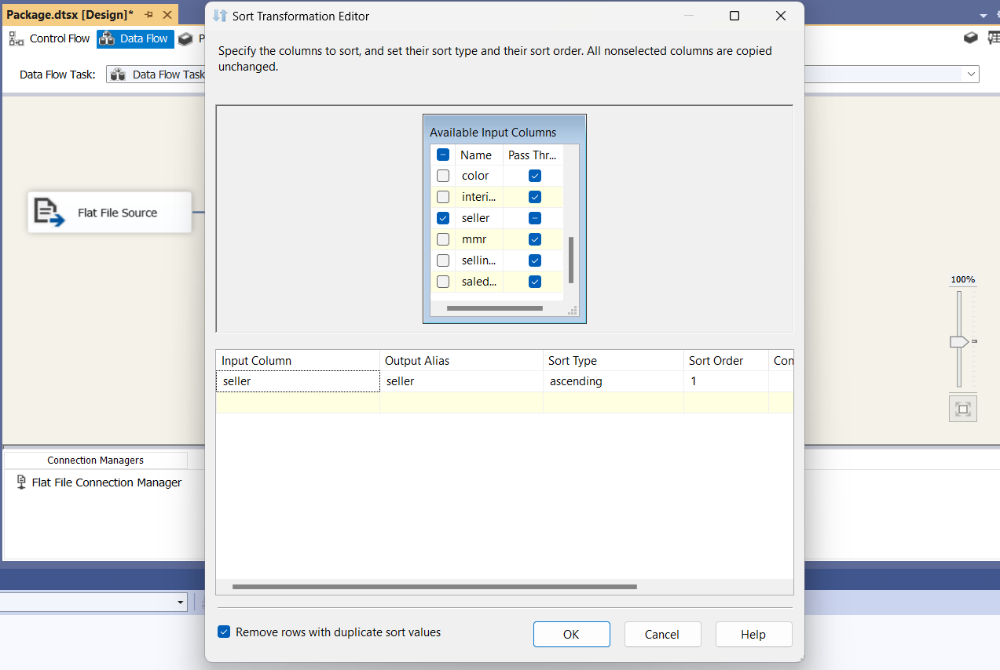 Package.dtsx [Design]*
Sort Transformation Editor
Control Flow
Data Flow
P
Specify the columns to sort, and set their sort type and their sort order. All nonselected columns are copied
unchanged.
Data Flow Task:
Data Flow Task
Available Input Columns
Name
Pass Thr...
color
interi...
seller
mmr
sellin...
saled...
Flat File Source
100%
Input Column
Output Alias
Sort Type
Sort Order
Con
seller
seller
ascending
1
Connection Managers
Flat File Connection Manager
Remove rows with duplicate sort values
OK
Cancel
Help